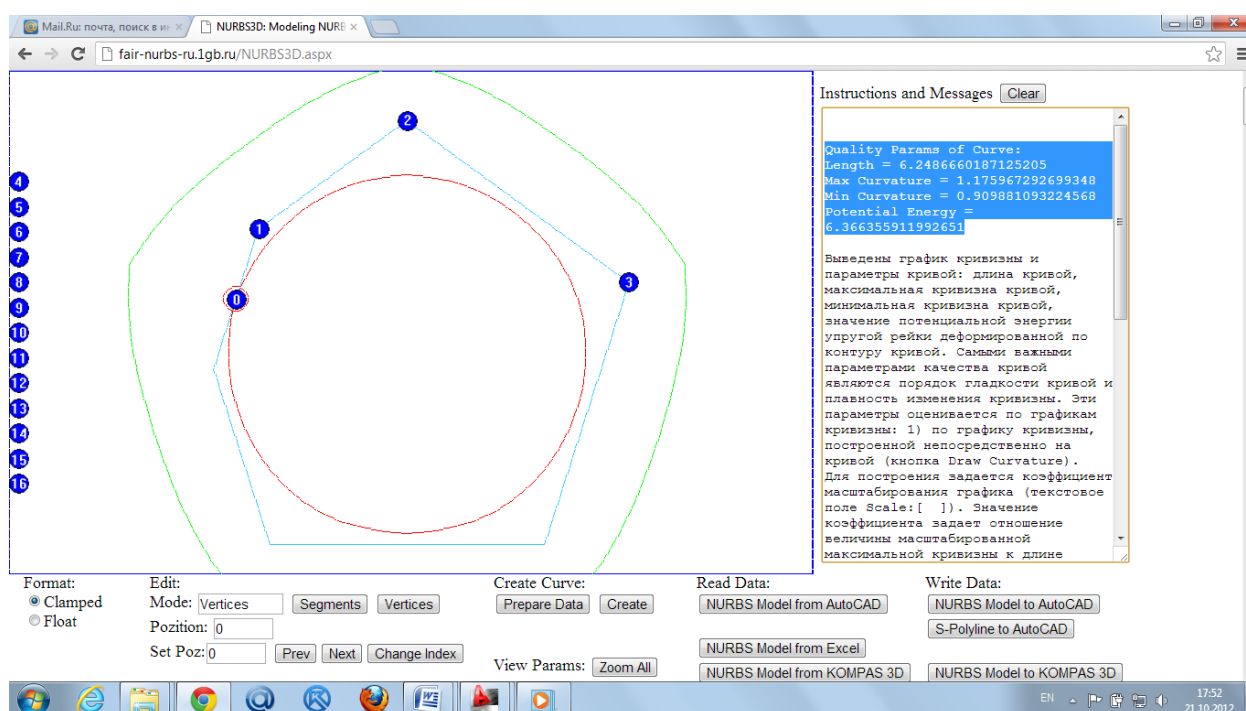 Mail.Ru: почта, поиск в ин
NURBS3D: Modeling NURB
fair-nurbs-ru.1gb.ru/NURBS3D.aspx
Instructions and Messages Clear
Quality Params of Curve:
Length = 6.2486660187125205
Max Curvature = 1.175967292699348
Min Curvature = 0.909881093224568
Potential Energy =
6.366355911992651
Выведены график кривизны и
параметры кривой: длина кривой,
максимальная кривизна кривой,
минимальная кривизна кривой,
значение потенциальной энергии
упругой рейки деформированной по
контуру кривой. Самыми важными
параметрами качества кривой
являются порядок гладкости кривой и
плавность изменения кривизны. Эти
параметры оценивается по графикам
кривизны: 1) по графику кривизны,
построенной непосредственно на
кривой (кнопка Draw Curvature).
Для построения задается коэффициент
масштабирования графика (текстовое
поле Scale:[  ]). Значение
коэффициента задает отношение
величины масштабированной
максимальной кривизны к длине
2
1
3
0
4
5
6
7
8
9
10
11
12
13
14
15
16
Format:
Clamped
Float
Edit:
Mode: Vertices Segments Vertices
Pozition: 0
Set Poz: 0 Prev Next Change Index
Create Curve:
Prepare Data Create
View Params: Zoom All
Read Data:
NURBS Model from AutoCAD
NURBS Model from Excel
NURBS Model from KOMPAS 3D
Write Data:
NURBS Model to AutoCAD
S-Polyline to AutoCAD
NURBS Model to KOMPAS 3D
EN
17:52
21.10.2012